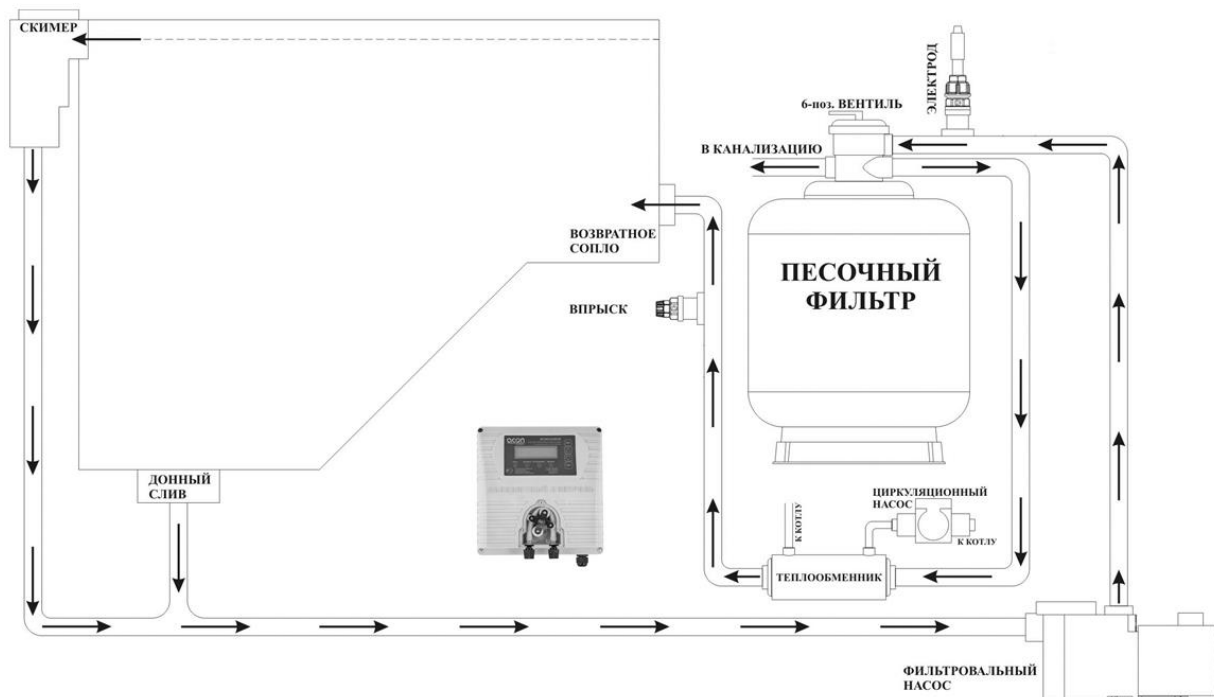 СКИМЕР
ЭЛЕКТРОД
6-поз. ВЕНТИЛЬ
В КАНАЛИЗАЦИЮ
ВОЗВРАТНОЕ
СОПЛО
ПЕСОЧНЫЙ
ФИЛЬТР
ВПРЫСК
ДОННЫЙ
СЛИВ
ЦИРКУЛЯЦИОННЫЙ
НАСОС
К КОТЛУ
К КОТЛУ
ТЕПЛООБМЕННИК
ФИЛЬТРОВАЛЬНЫЙ
НАСОС